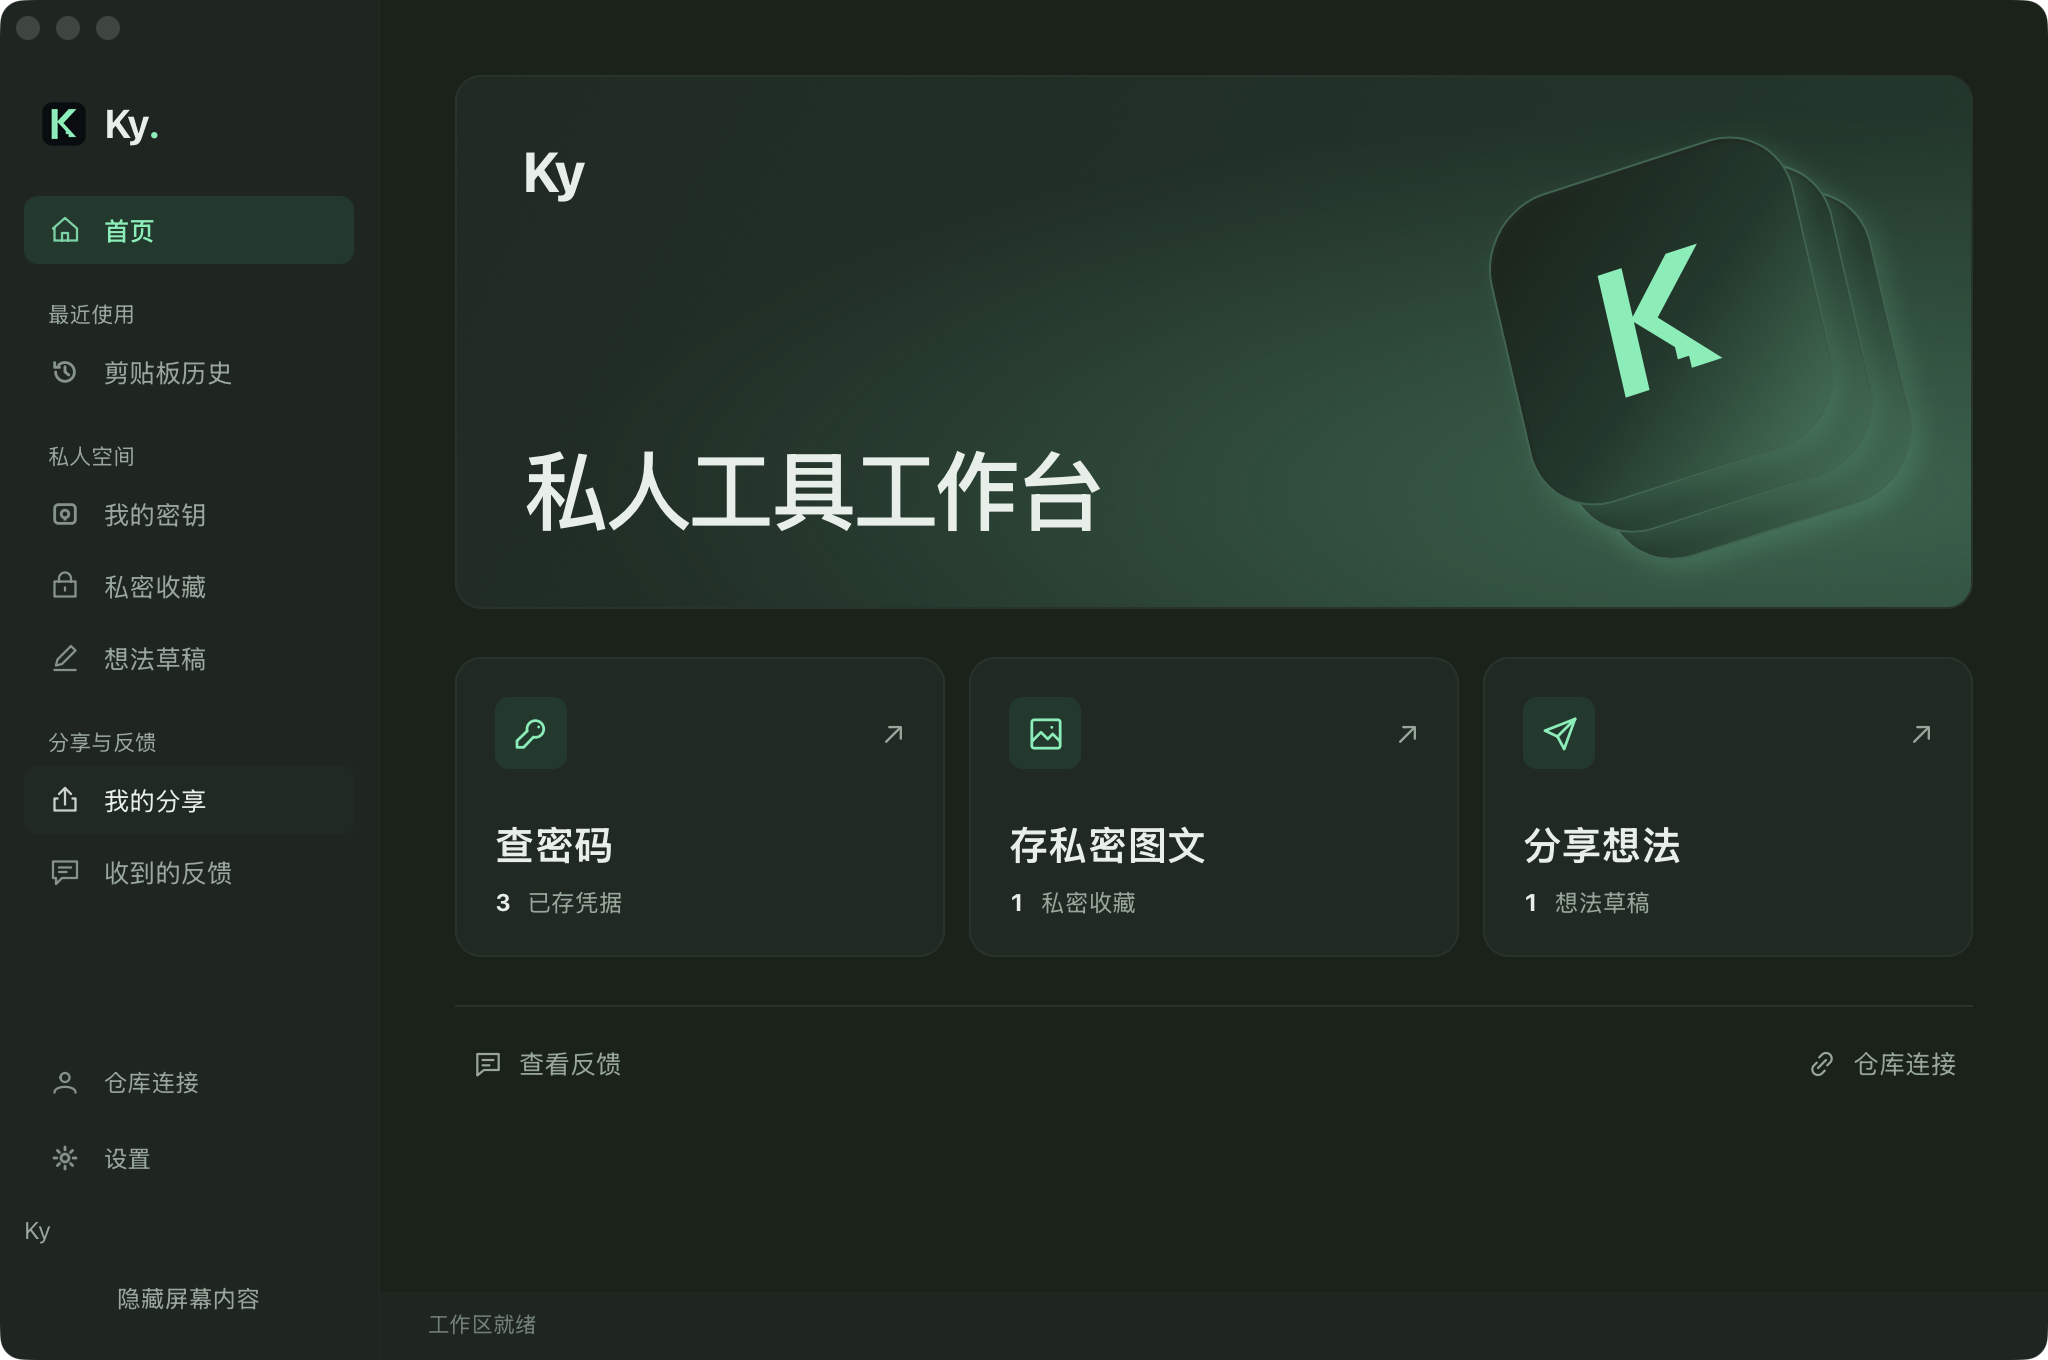 Ky.
首页
最近使用
剪贴板历史
私人空间
我的密钥
私密收藏
想法草稿
分享与反馈
我的分享
收到的反馈
仓库连接
设置
Ky
隐藏屏幕内容
Ky
私人工具工作台
查密码
3 已存凭据
存私密图文
1 私密收藏
分享想法
1 想法草稿
查看反馈
仓库连接
工作区就绪